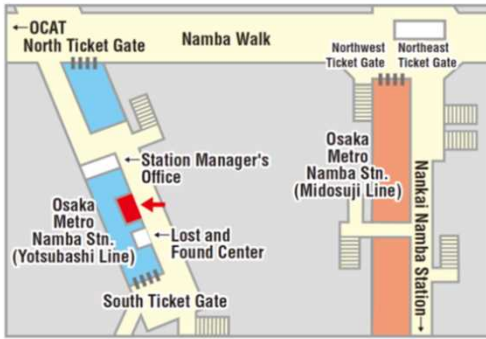 ←OCAT
North Ticket Gate
Namba Walk
Northwest
Ticket Gate
Northeast
Ticket Gate
←Station Manager's
Office
Osaka
Metro
Namba Stn.
(Yotsubashi Line)
←Lost and
Found Center
South Ticket Gate
Osaka
Metro
Namba Stn.
(Midosuji Line)
Nankai Namba Station→